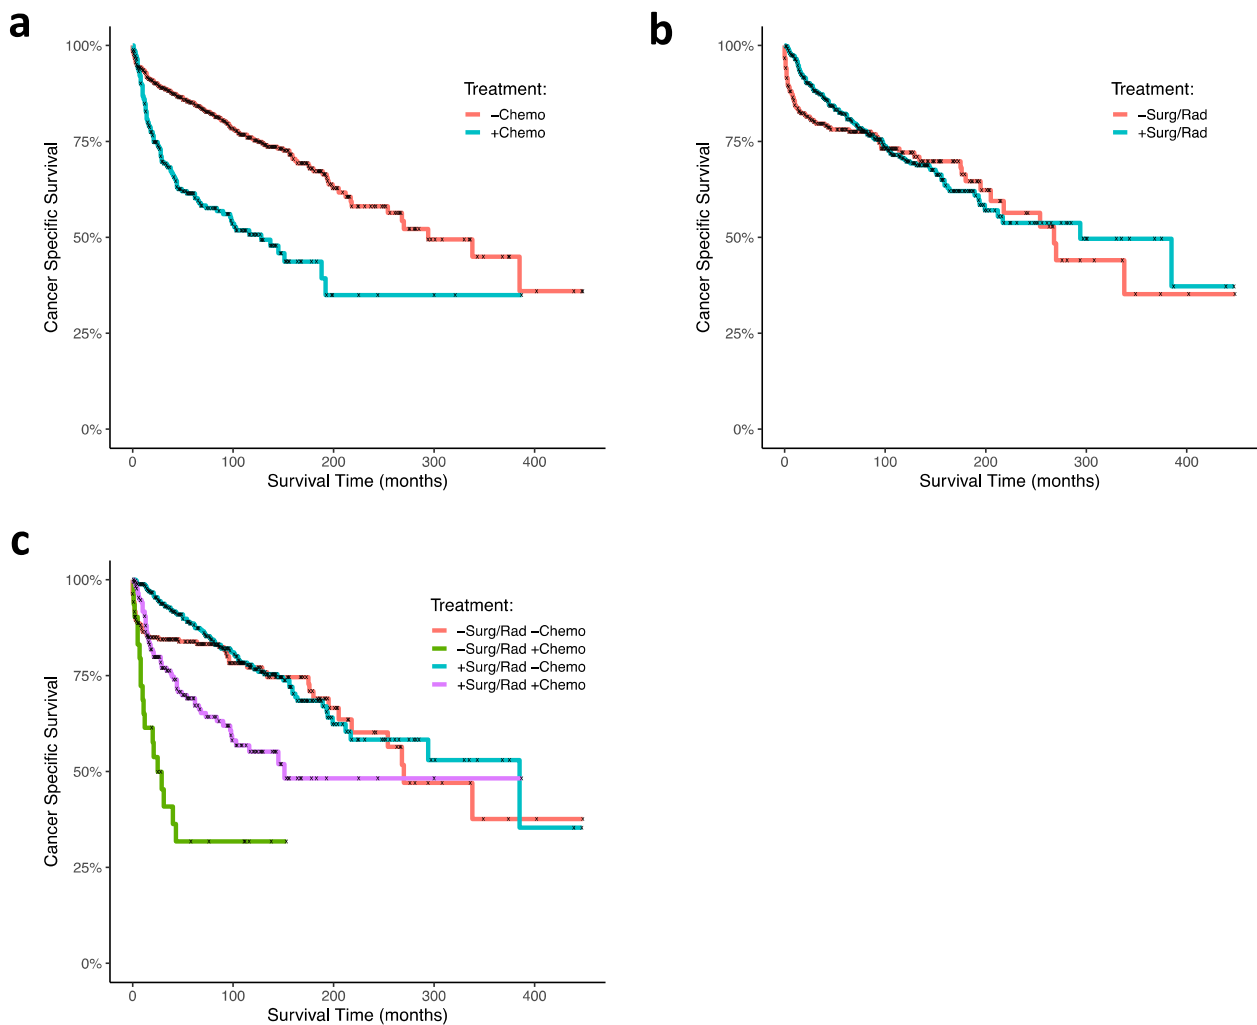 a
Cancer Specific Survival
100%
75%
50%
25%
0%
0 100 200 300 400
Survival Time (months)
Treatment:
–Chemo
+Chemo
b
Cancer Specific Survival
100%
75%
50%
25%
0%
0 100 200 300 400
Survival Time (months)
Treatment:
–Surg/Rad
+Surg/Rad
c
Cancer Specific Survival
100%
75%
50%
25%
0%
0 100 200 300 400
Survival Time (months)
Treatment:
–Surg/Rad –Chemo
–Surg/Rad +Chemo
+Surg/Rad –Chemo
+Surg/Rad +Chemo